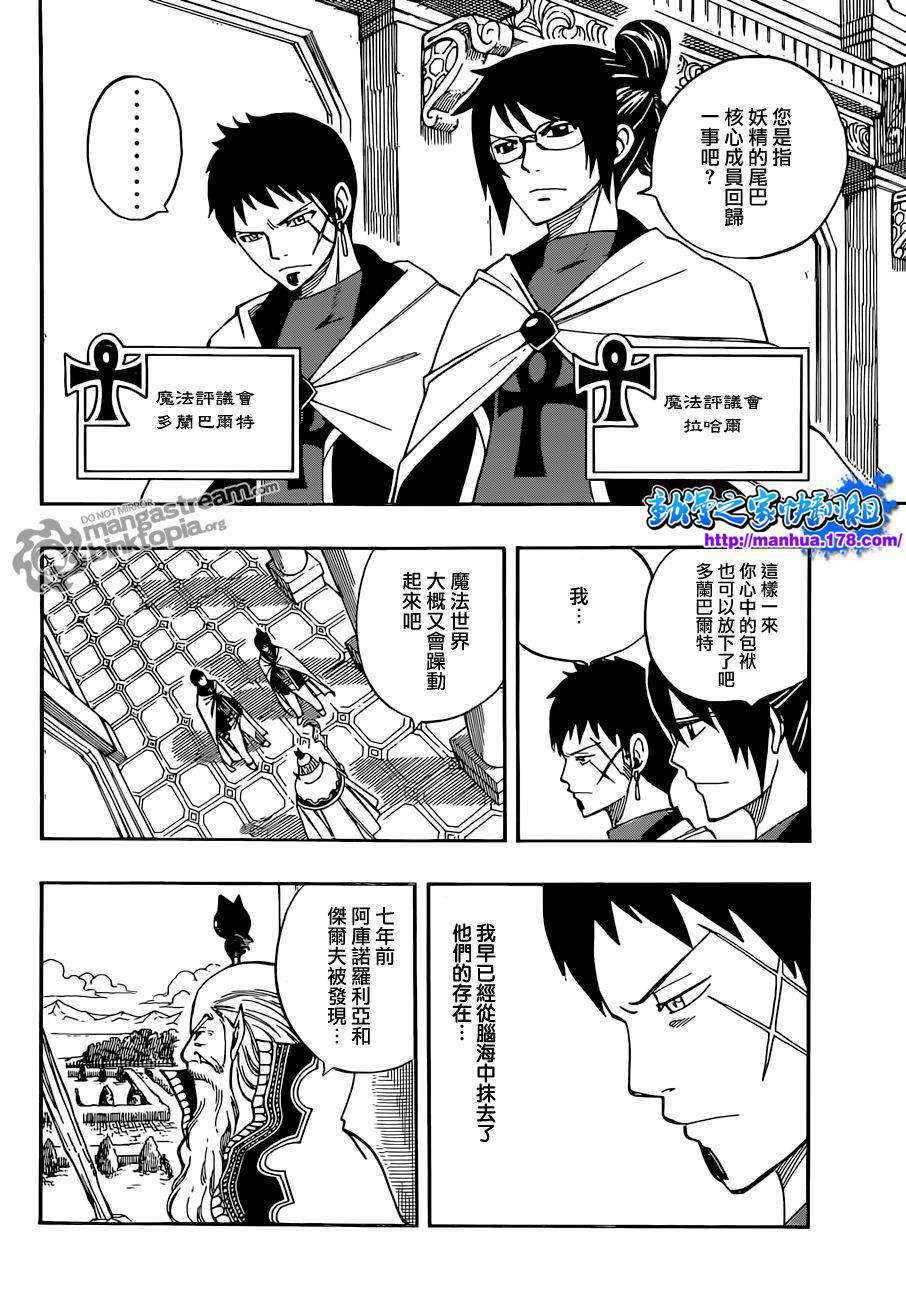 您是指
妖精的尾巴
核心成員回歸
一事吧?
………
魔法評議會
拉哈爾
魔法評議會
多蘭巴爾特
DO NOT MIRROR
mangastream.com
thinktopia.org
動漫之家快翻組
http://manhua.178.com/
這樣一來
你心中的包袱
也可以放下了吧
多蘭巴爾特
我…
魔法世界
大概又會躁動
起來吧
我早已經從腦海中抹去了
他們的存在…
七年前
阿庫諾羅利亞和
傑爾夫被發現…